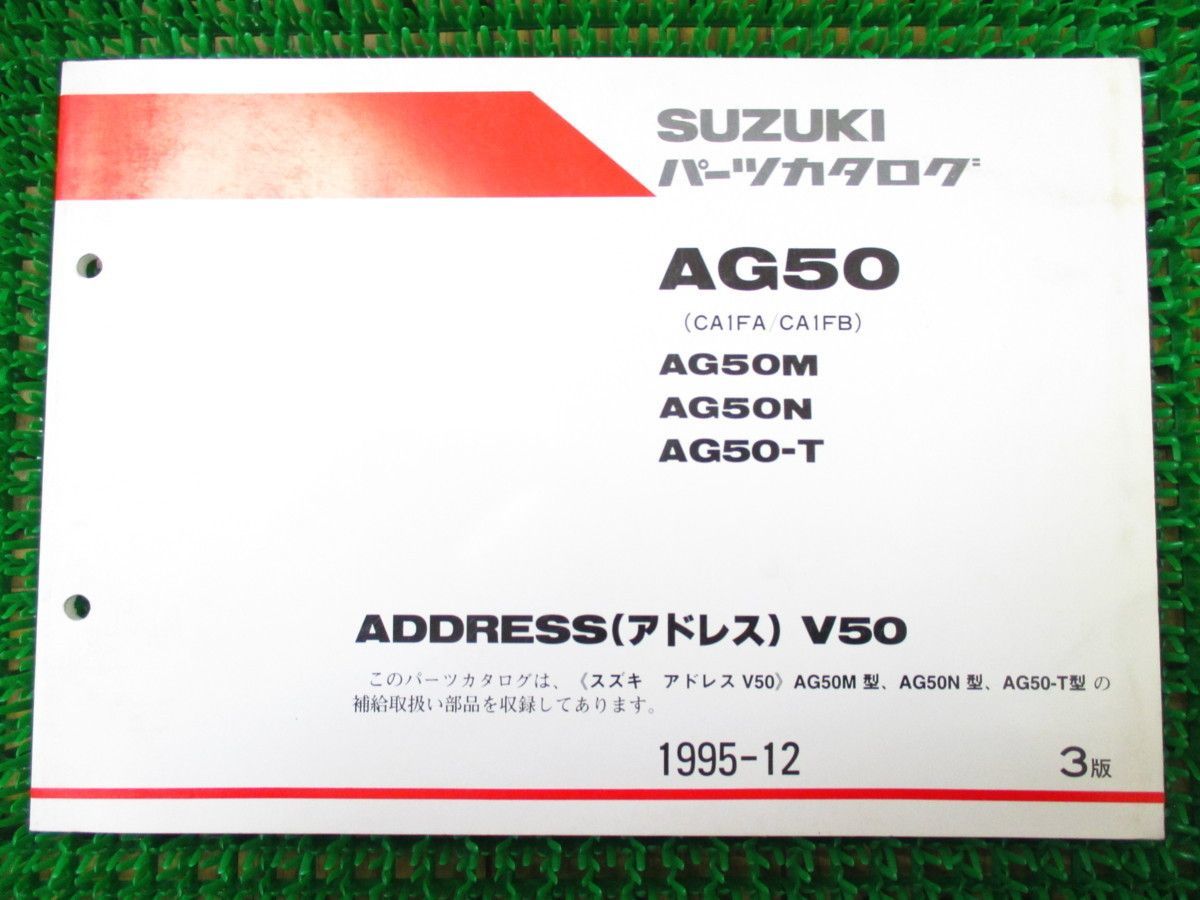 SUZUKI
パーツカタログ
AG50
(CA1FA/CA1FB)
AG50M
AG50N
AG50-T
ADDRESS(アドレス) V50
このパーツカタログは、《スズキ　アドレス V50》AG50M 型、AG50N 型、AG50-T型 の
補給取扱い部品を収録してあります。
1995-12 3版